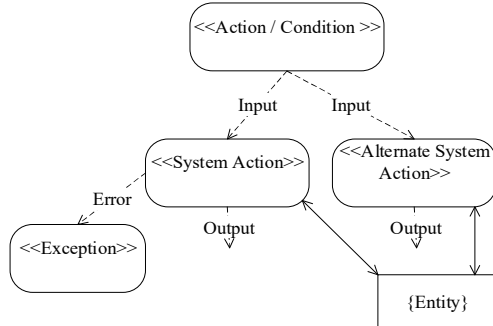 <<Action / Condition >>
Input
Input
<<System Action>>
<<Alternate System
Action>>
Error
Output
Output
<<Exception>>
{Entity}